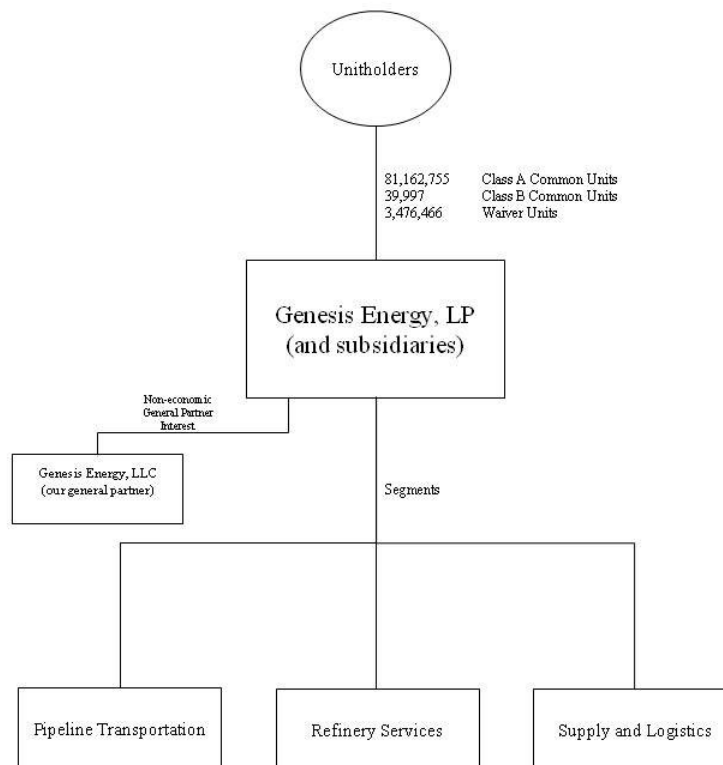 Unitholders
81,162,755 Class A Common Units
39,997 Class B Common Units
3,476,466 Waiver Units
Genesis Energy, LP
(and subsidiaries)
Non-economic
General Partner
Interest
Genesis Energy, LLC
(our general partner)
Segments
Pipeline Transportation
Refinery Services
Supply and Logistics